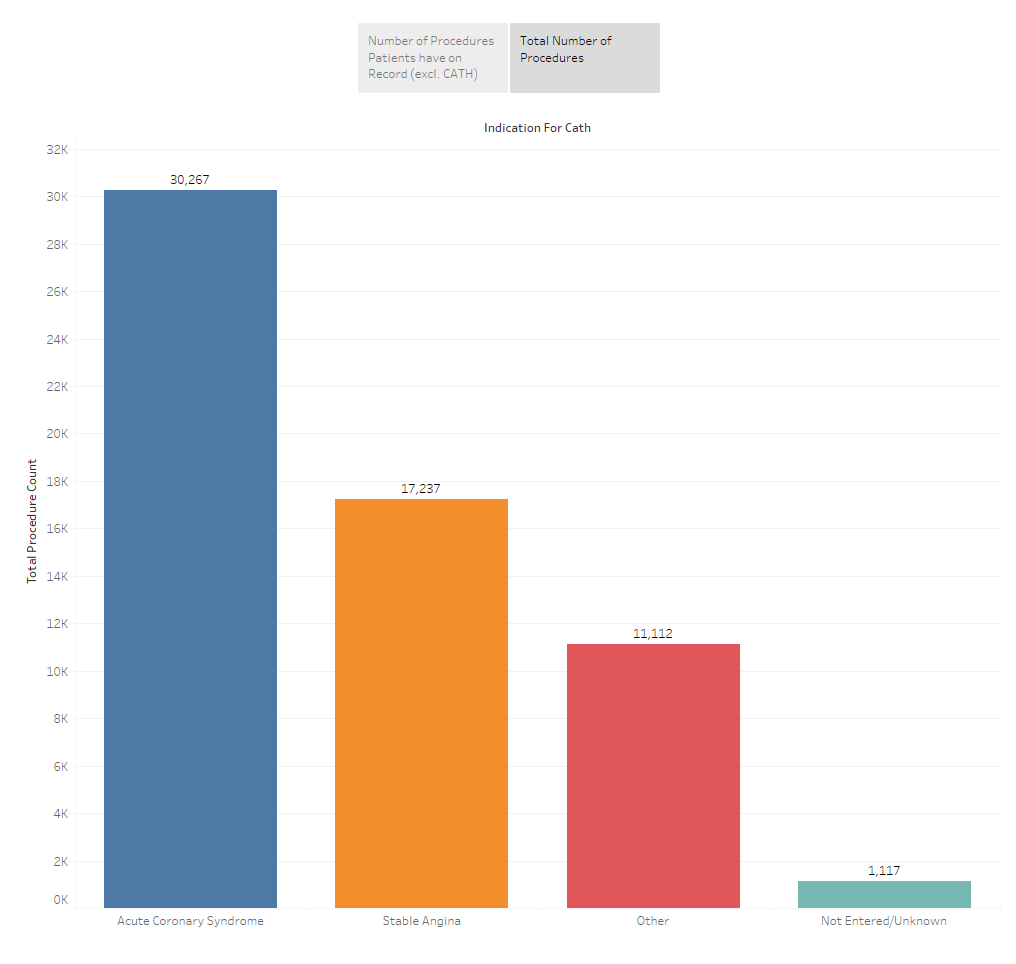 Number of Procedures
Patients have on
Record (excl. CATH)
Total Number of
Procedures
Indication For Cath
Total Procedure Count
32K
30K
28K
26K
24K
22K
20K
18K
16K
14K
12K
10K
8K
6K
4K
2K
0K
30,267
17,237
11,112
1,117
Acute Coronary Syndrome
Stable Angina
Other
Not Entered/Unknown